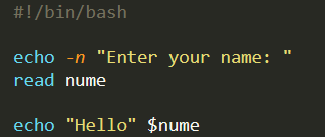 #!/bin/bash
echo -n "Enter your name: "
read nume
echo "Hello" $nume